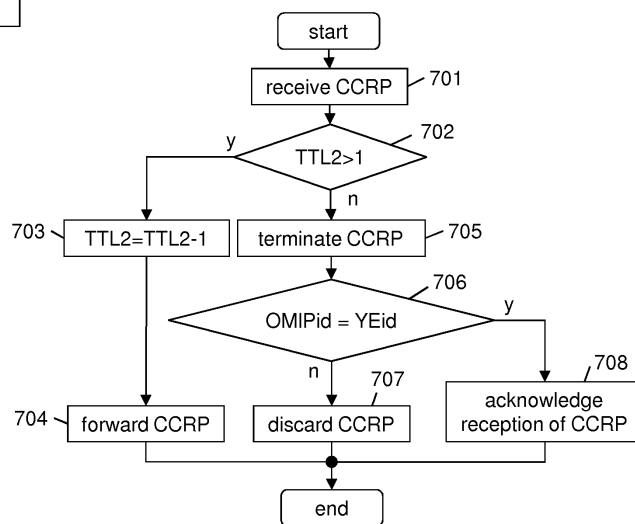 start
receive CCRP
701
702
y
TTL2>1
n
703
TTL2=TTL2-1
terminate CCRP
705
706
OMIPid = YEid
y
n
707
708
704
forward CCRP
discard CCRP
acknowledge
reception of CCRP
end